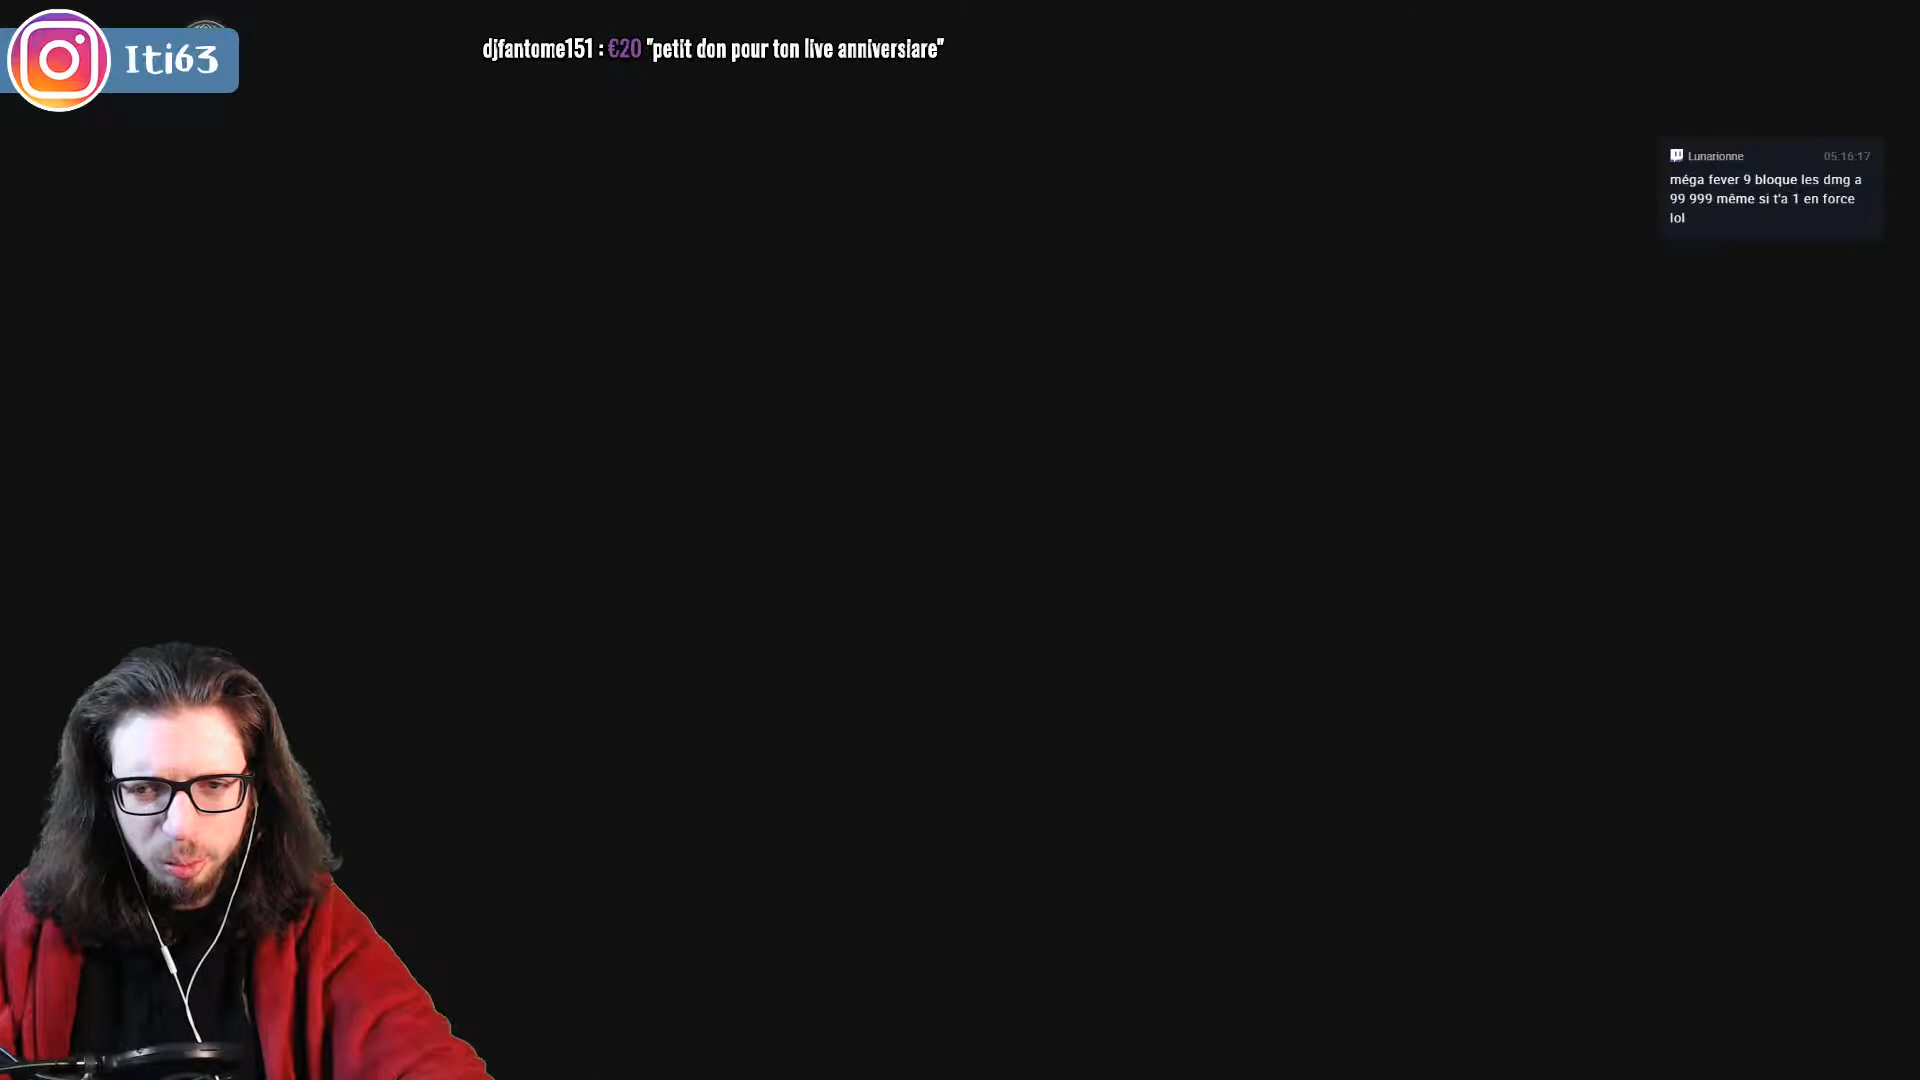 Iti63
djfantome151 : €20 "petit don pour ton live anniversiare"
Lunarionne 05:16:17
méga fever 9 bloque les dmg a
99 999 même si t'a 1 en force
lol